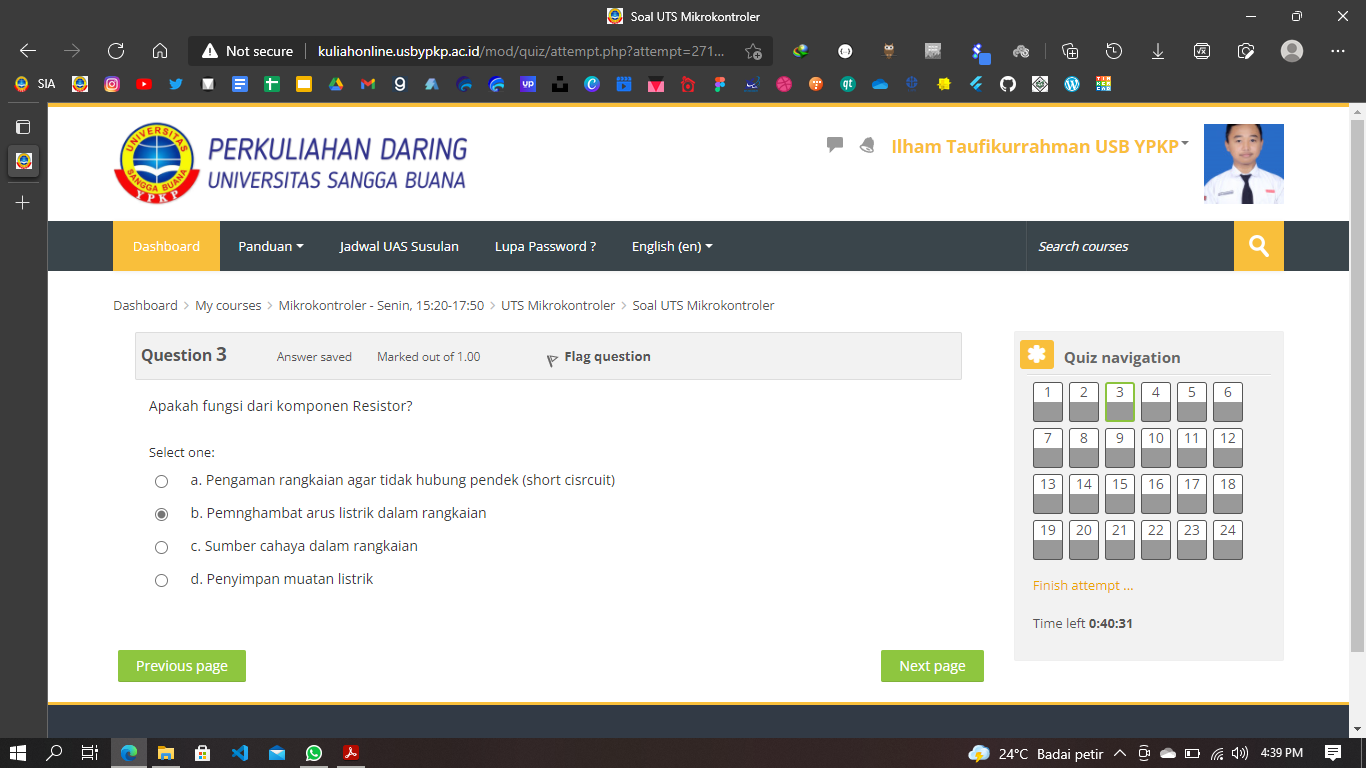 Soal UTS Mikrokontroler
Not secure
kuliahonline.usbypkp.ac.id/mod/quiz/attempt.php?attempt=271...
SIA
UNIVERSITAS SANGGA BUANA YPKP
PERKULIAHAN DARING
UNIVERSITAS SANGGA BUANA
Ilham Taufikurrahman USB YPKP
Dashboard
Panduan
Jadwal UAS Susulan
Lupa Password ?
English (en)
Search courses
Dashboard > My courses > Mikrokontroler - Senin, 15:20-17:50 > UTS Mikrokontroler > Soal UTS Mikrokontroler
Question 3
Answer saved
Marked out of 1.00
Flag question
Apakah fungsi dari komponen Resistor?
Select one:
a. Pengaman rangkaian agar tidak hubung pendek (short cisrcuit)
b. Pemnghambat arus listrik dalam rangkaian
c. Sumber cahaya dalam rangkaian
d. Penyimpan muatan listrik
Previous page
Next page
Quiz navigation
1 2 3 4 5 6
7 8 9 10 11 12
13 14 15 16 17 18
19 20 21 22 23 24
Finish attempt ...
Time left 0:40:31
24°C Badai petir
4:39 PM